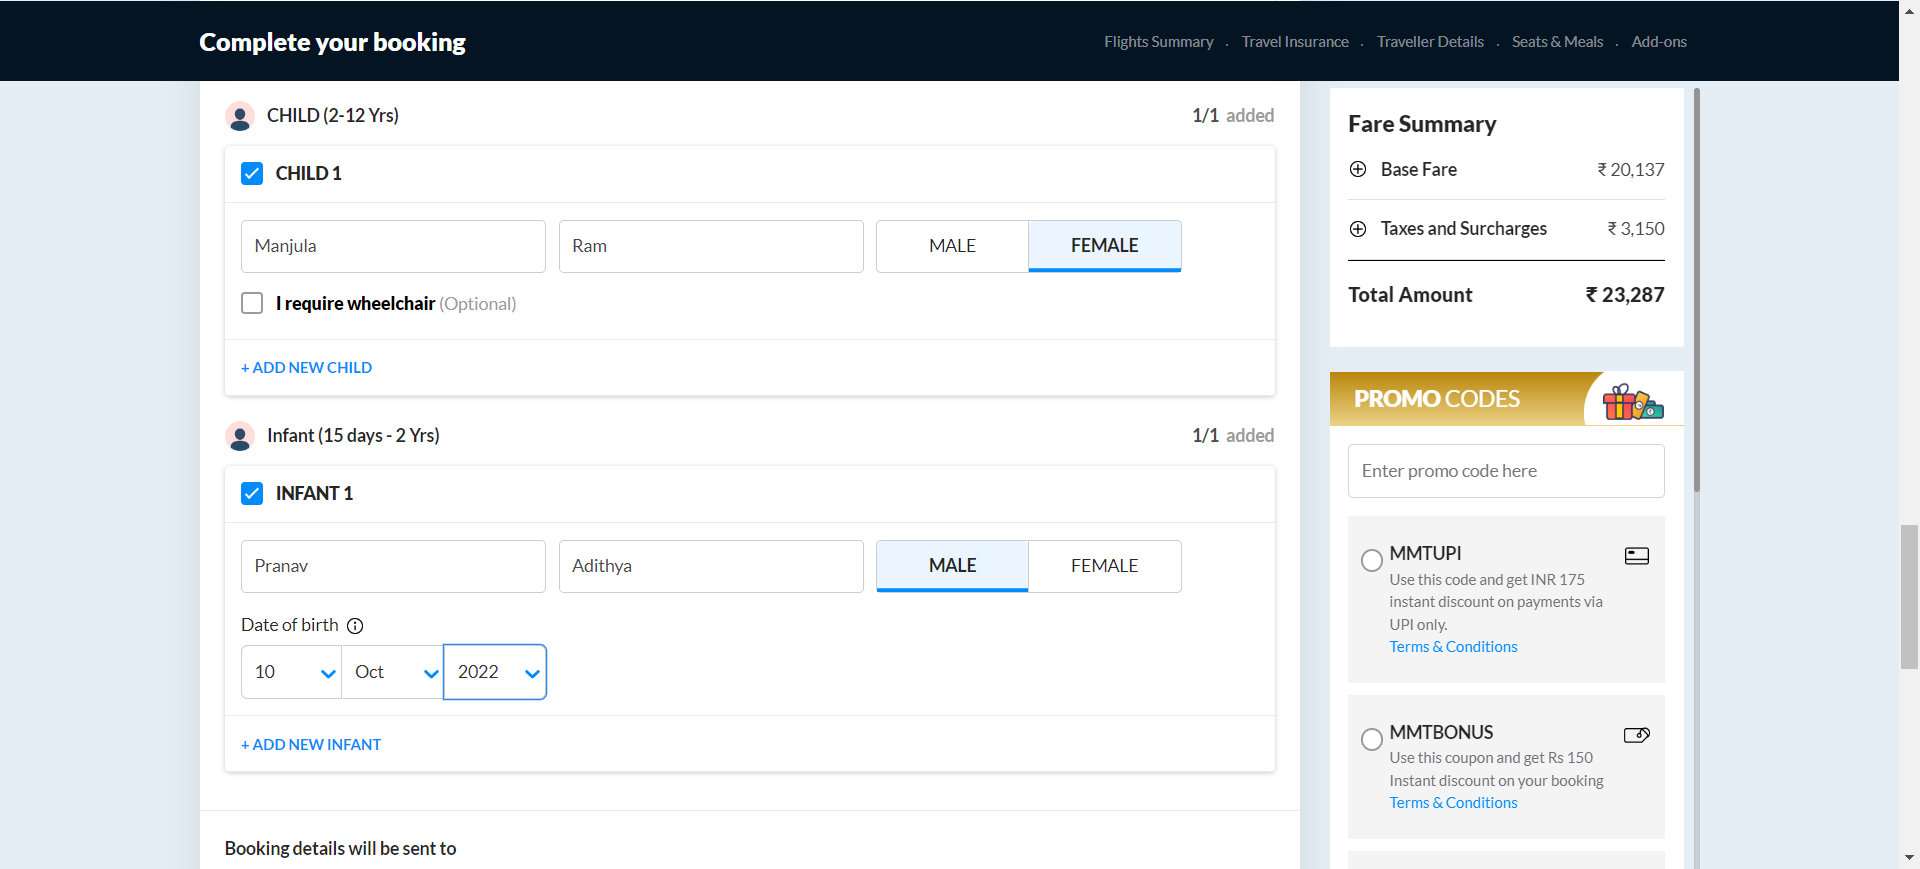 Complete your booking
Flights Summary . Travel Insurance . Traveller Details . Seats & Meals . Add-ons
CHILD (2-12 Yrs)
1/1 added
CHILD 1
Manjula
Ram
MALE
FEMALE
I require wheelchair (Optional)
+ ADD NEW CHILD
Infant (15 days - 2 Yrs)
1/1 added
INFANT 1
Pranav
Adithya
MALE
FEMALE
Date of birth
10
Oct
2022
+ ADD NEW INFANT
Booking details will be sent to
Fare Summary
Base Fare
₹ 20,137
Taxes and Surcharges
₹ 3,150
Total Amount
₹ 23,287
PROMO CODES
Enter promo code here
MMTUPI
Use this code and get INR 175
instant discount on payments via
UPI only.
Terms & Conditions
MMTBONUS
Use this coupon and get Rs 150
Instant discount on your booking
Terms & Conditions